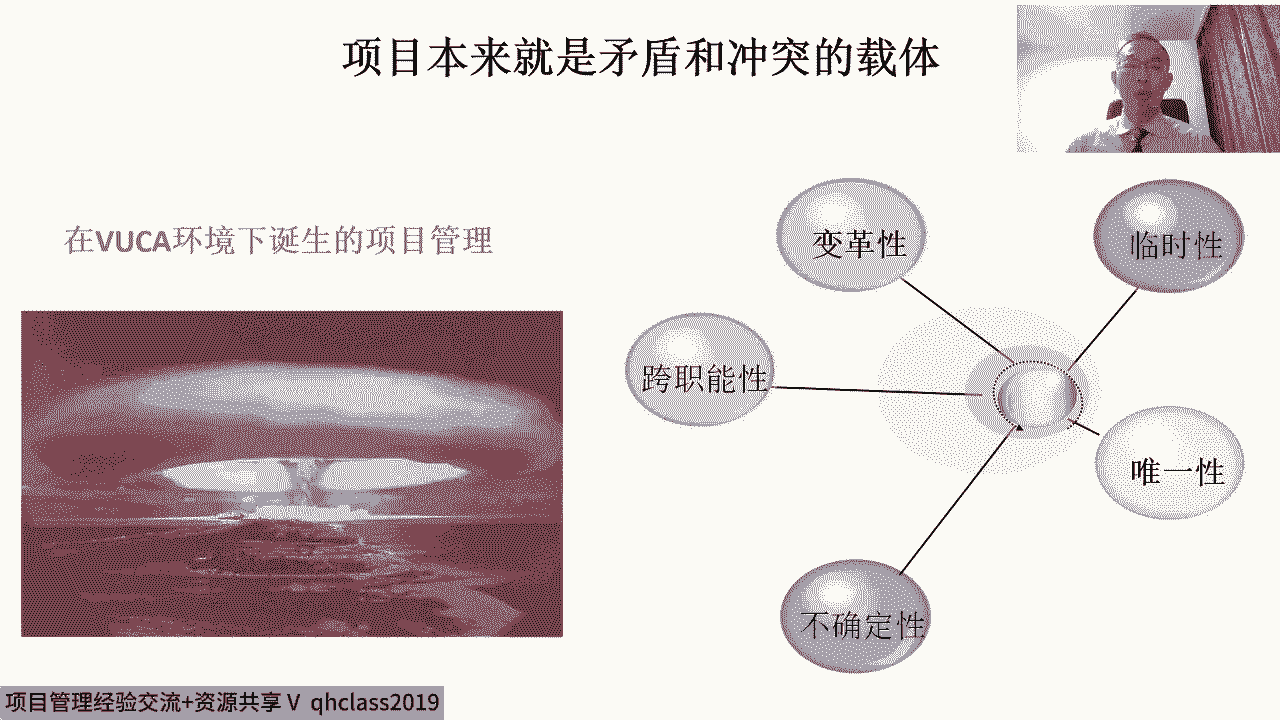 项目本来就是矛盾和冲突的载体
在VUCA环境下诞生的项目管理
变革性
临时性
跨职能性
唯一性
不确定性
项目管理经验交流+资源共享 V qhclass2019